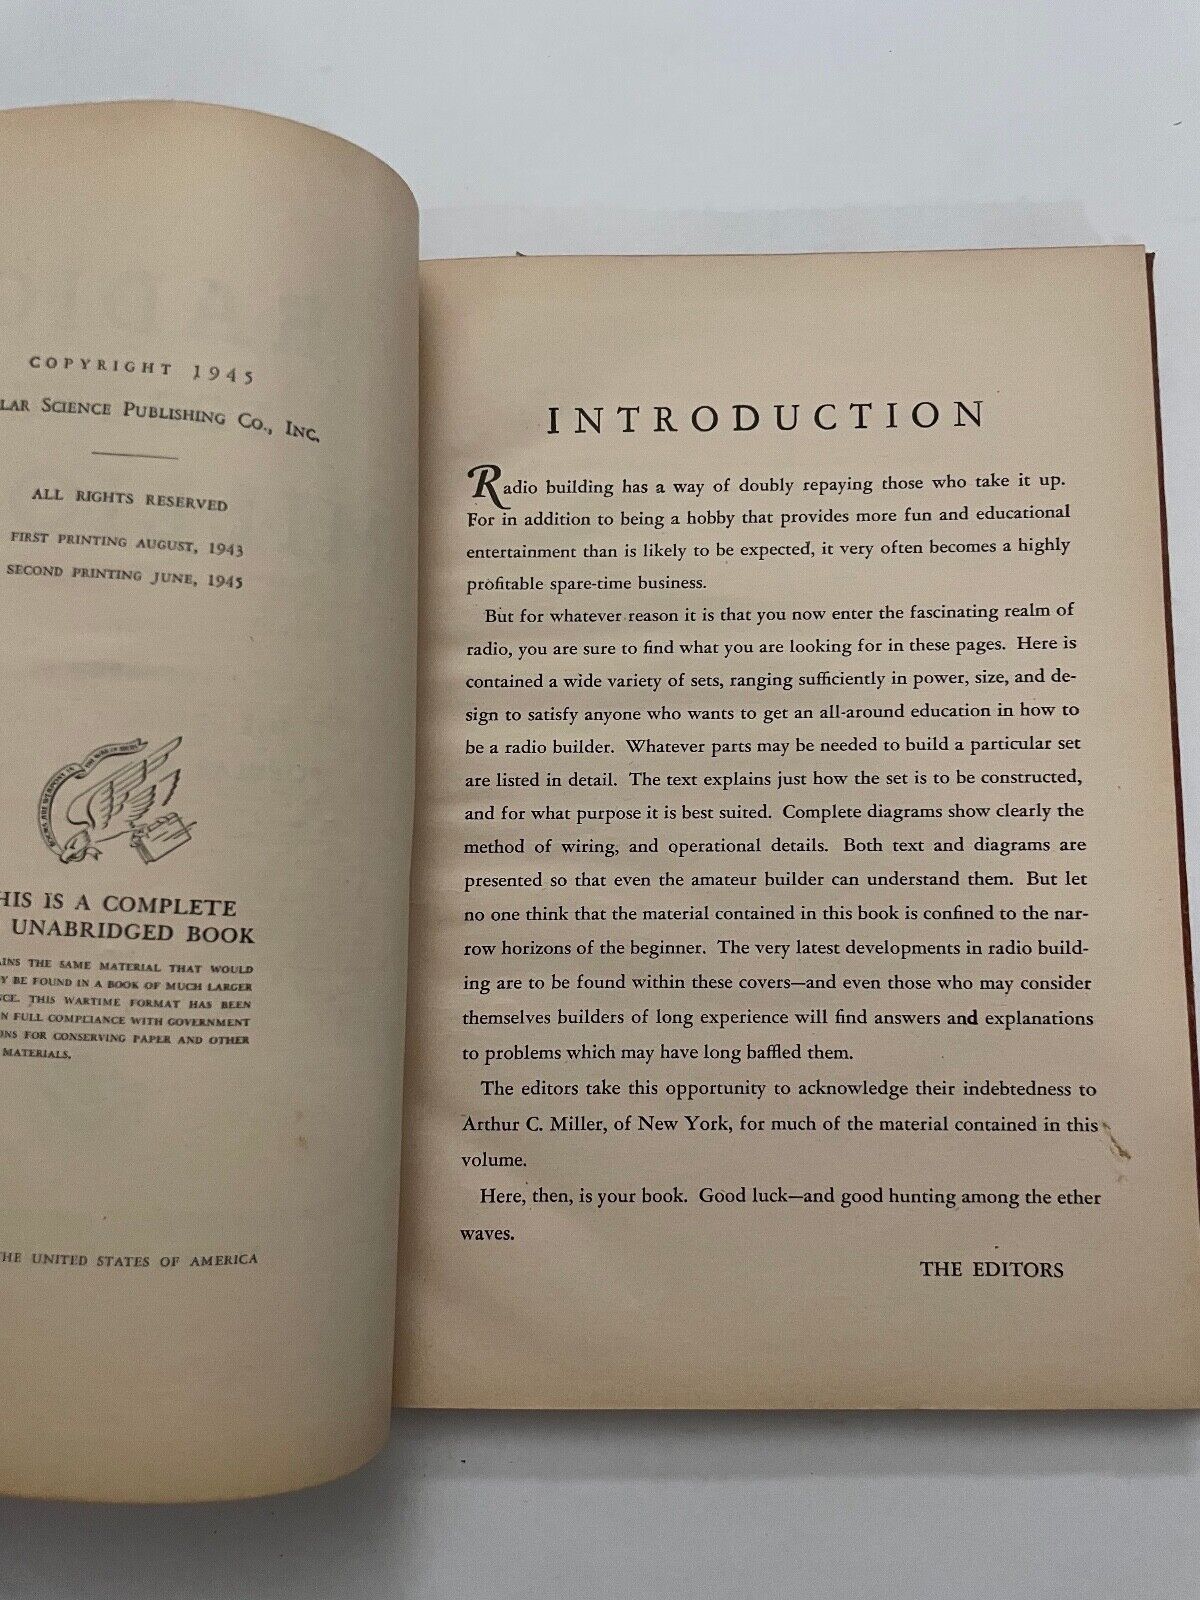 COPYRIGHT 1945
LAR SCIENCE PUBLISHING CO., INC.
ALL RIGHTS RESERVED
FIRST PRINTING AUGUST, 1943
SECOND PRINTING JUNE, 1945
HIS IS A COMPLETE
UNABRIDGED BOOK
AINS THE SAME MATERIAL THAT WOULD
Y BE FOUND IN A BOOK OF MUCH LARGER
NCE. THIS WARTIME FORMAT HAS BEEN
N FULL COMPLIANCE WITH GOVERNMENT
ONS FOR CONSERVING PAPER AND OTHER
MATERIALS.
THE UNITED STATES OF AMERICA
INTRODUCTION
Radio building has a way of doubly repaying those who take it up.
For in addition to being a hobby that provides more fun and educational
entertainment than is likely to be expected, it very often becomes a highly
profitable spare-time business.
But for whatever reason it is that you now enter the fascinating realm of
radio, you are sure to find what you are looking for in these pages. Here is
contained a wide variety of sets, ranging sufficiently in power, size, and de-
sign to satisfy anyone who wants to get an all-around education in how to
be a radio builder. Whatever parts may be needed to build a particular set
are listed in detail. The text explains just how the set is to be constructed,
and for what purpose it is best suited. Complete diagrams show clearly the
method of wiring, and operational details. Both text and diagrams are
presented so that even the amateur builder can understand them. But let
no one think that the material contained in this book is confined to the nar-
row horizons of the beginner. The very latest developments in radio build-
ing are to be found within these covers—and even those who may consider
themselves builders of long experience will find answers and explanations
to problems which may have long baffled them.
The editors take this opportunity to acknowledge their indebtedness to
Arthur C. Miller, of New York, for much of the material contained in this
volume.
Here, then, is your book. Good luck—and good hunting among the ether
waves.
THE EDITORS